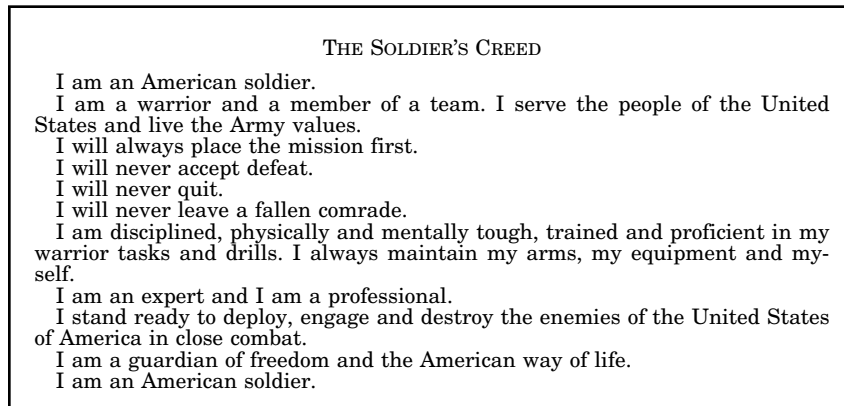 THE SOLDIER'S CREED
I am an American soldier.
I am a warrior and a member of a team. I serve the people of the United
States and live the Army values.
I will always place the mission first.
I will never accept defeat.
I will never quit.
I will never leave a fallen comrade.
I am disciplined, physically and mentally tough, trained and proficient in my
warrior tasks and drills. I always maintain my arms, my equipment and my-
self.
I am an expert and I am a professional.
I stand ready to deploy, engage and destroy the enemies of the United States
of America in close combat.
I am a guardian of freedom and the American way of life.
I am an American soldier.